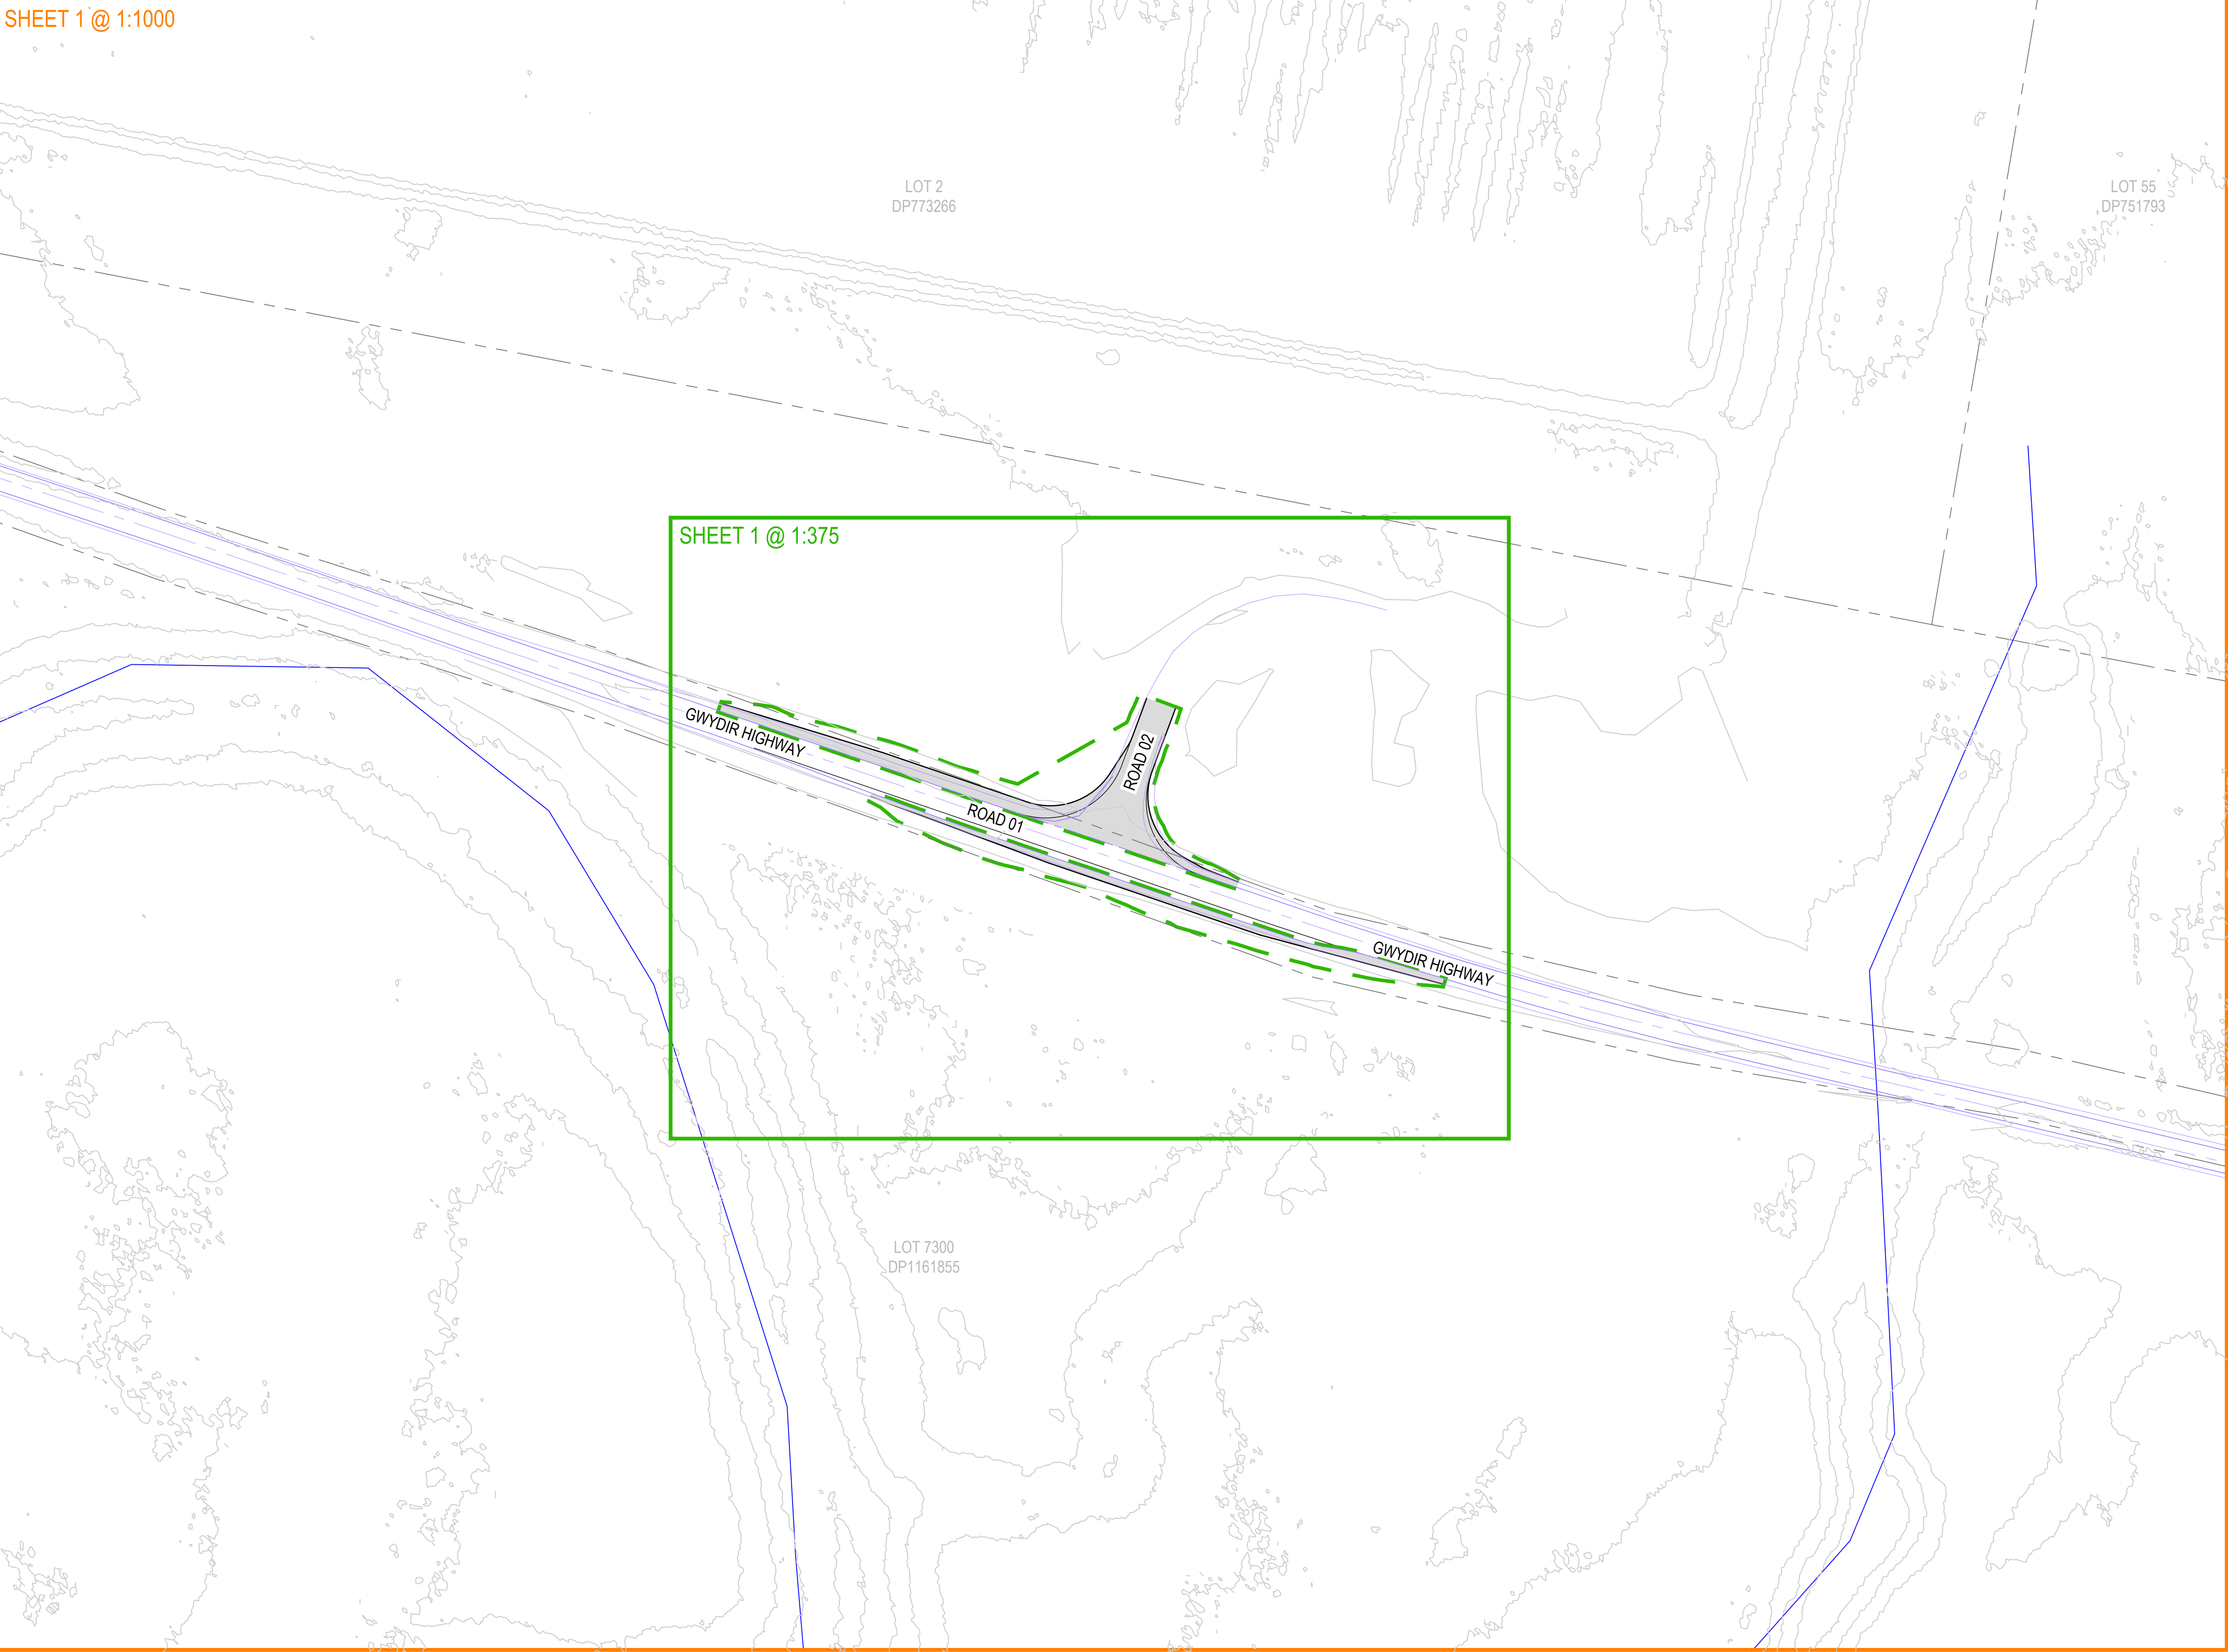 SHEET 1 @ 1:1000
LOT 2
DP773266
LOT 55
DP751793
SHEET 1 @ 1:375
GWYDIR HIGHWAY
ROAD 02
ROAD 01
GWYDIR HIGHWAY
LOT 7300
DP1161855